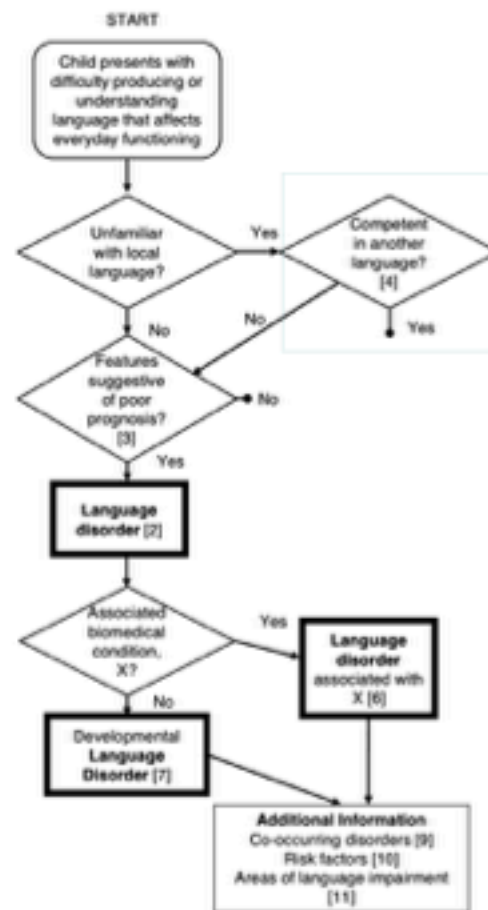 START
Child presents with
difficulty producing or
understanding
language that affects
everyday functioning
Unfamiliar
with local
language?
Yes
Competent
in another
language?
[4]
No
No
Yes
Features
suggestive
of poor
prognosis?
[3]
No
Yes
Language
disorder [2]
Associated
biomedical
condition,
X?
Yes
Language
disorder
associated with
X [6]
No
Developmental
Language
Disorder [7]
Additional Information
Co-occurring disorders [9]
Risk factors [10]
Areas of language impairment
[11]